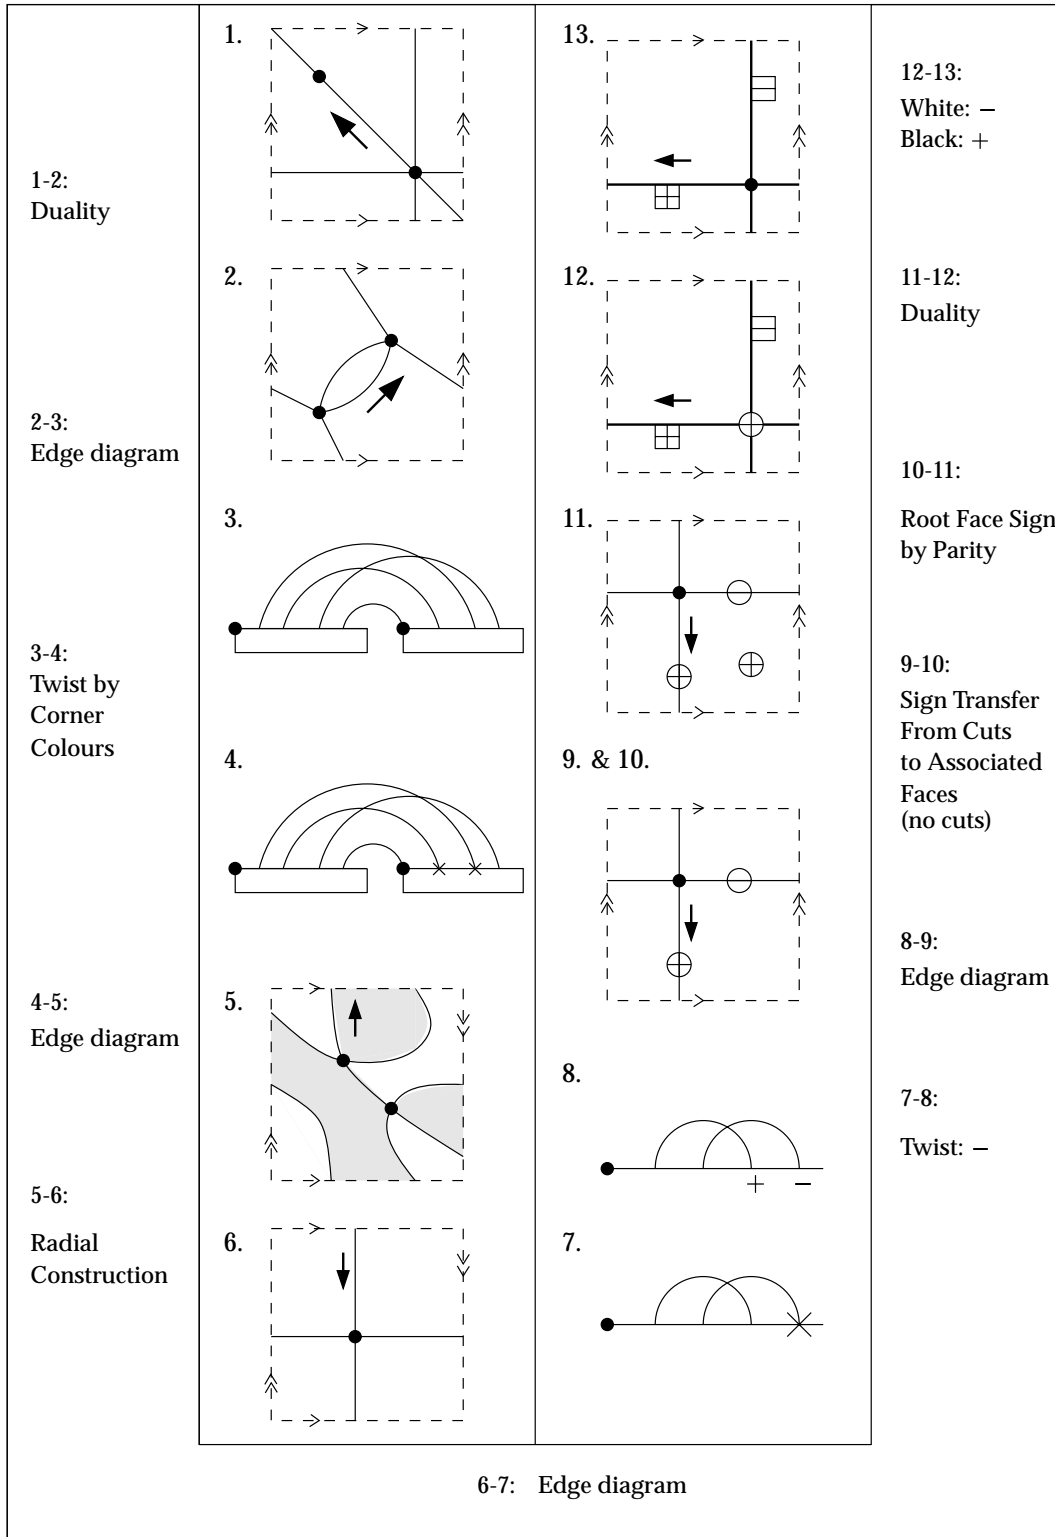 1-2:
Duality
2-3:
Edge diagram
3-4:
Twist by
Corner
Colours
4-5:
Edge diagram
5-6:
Radial
Construction
1.
2.
3.
4.
5.
6.
13.
12.
11.
9. & 10.
8.
+ −
7.
12-13:
White: −
Black: +
11-12:
Duality
10-11:
Root Face Sign
by Parity
9-10:
Sign Transfer
From Cuts
to Associated
Faces
(no cuts)
8-9:
Edge diagram
7-8:
Twist: −
6-7: Edge diagram